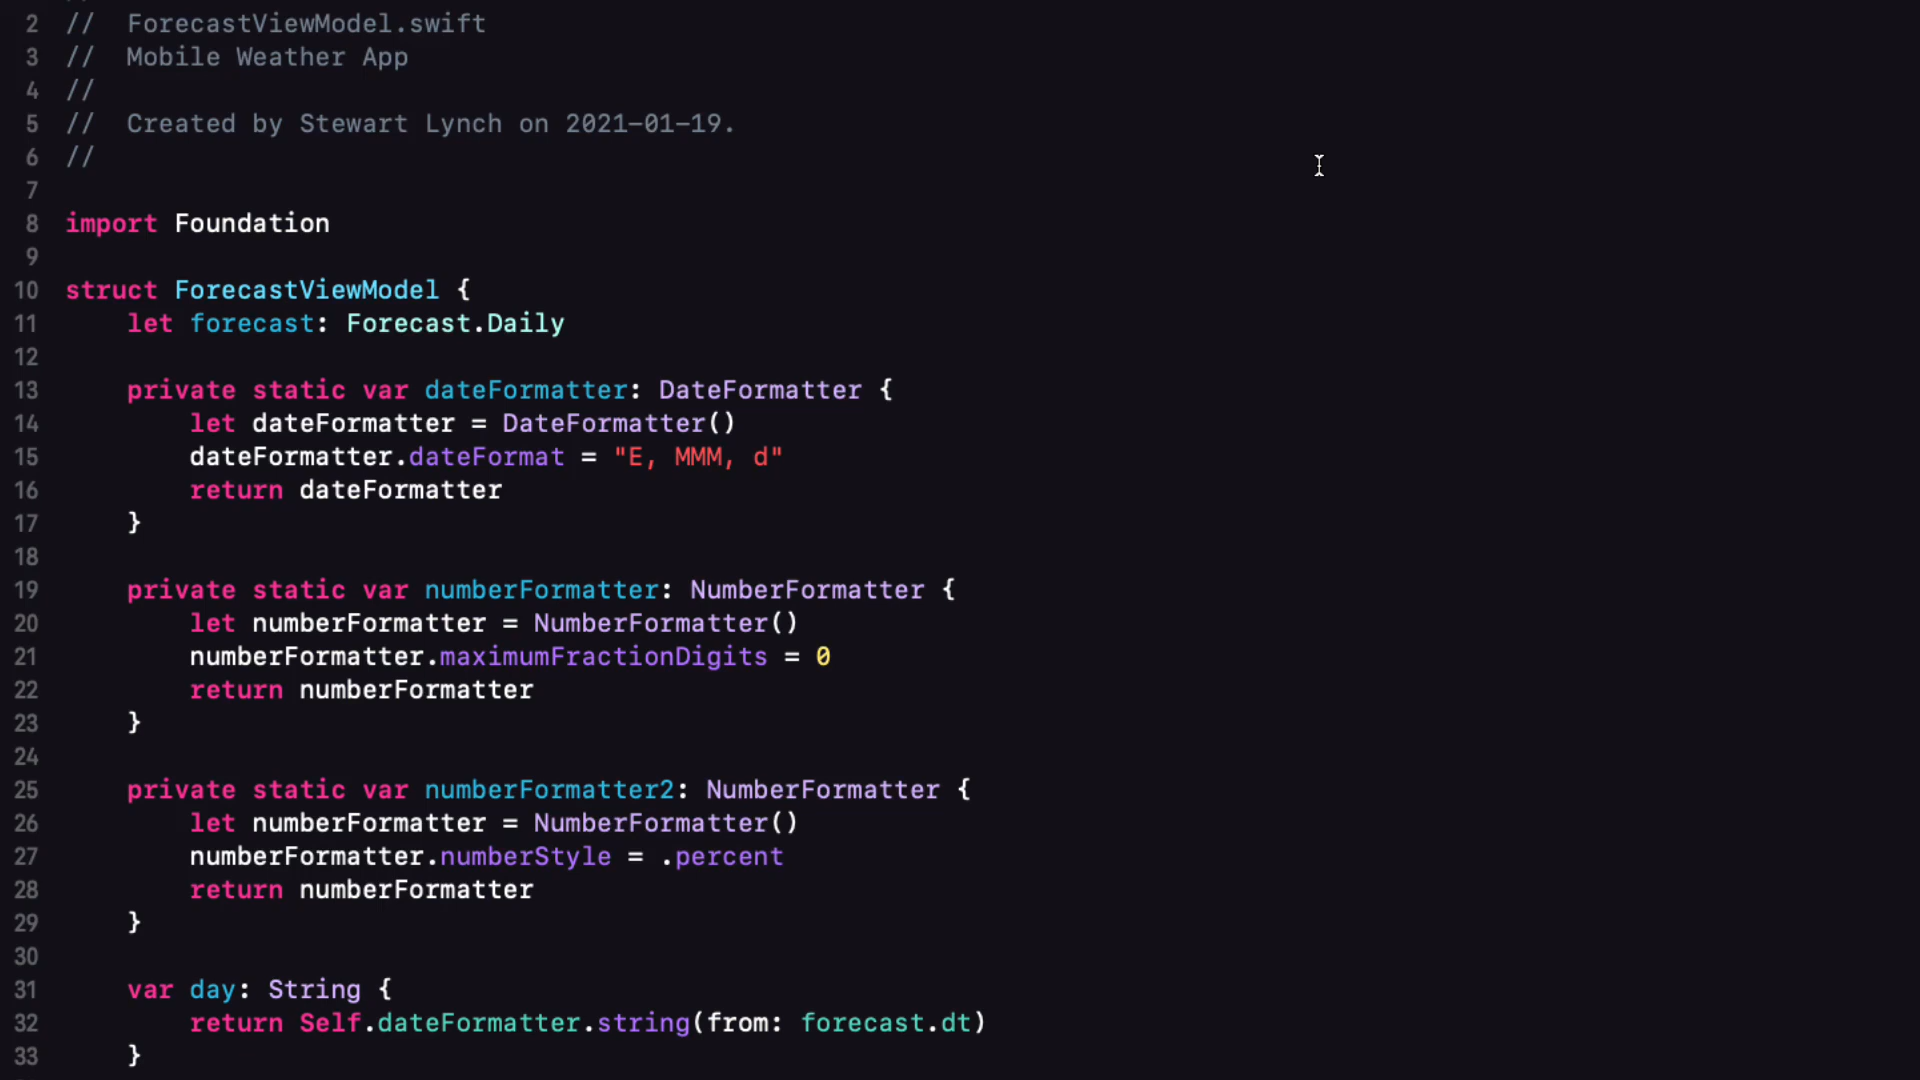 2 //  ForecastViewModel.swift
3 //  Mobile Weather App
4 //
5 //  Created by Stewart Lynch on 2021-01-19.
6 //
7
8 import Foundation
9
10 struct ForecastViewModel {
11     let forecast: Forecast.Daily
12
13     private static var dateFormatter: DateFormatter {
14         let dateFormatter = DateFormatter()
15         dateFormatter.dateFormat = "E, MMM, d"
16         return dateFormatter
17     }
18
19     private static var numberFormatter: NumberFormatter {
20         let numberFormatter = NumberFormatter()
21         numberFormatter.maximumFractionDigits = 0
22         return numberFormatter
23     }
24
25     private static var numberFormatter2: NumberFormatter {
26         let numberFormatter = NumberFormatter()
27         numberFormatter.numberStyle = .percent
28         return numberFormatter
29     }
30
31     var day: String {
32         return Self.dateFormatter.string(from: forecast.dt)
33     }